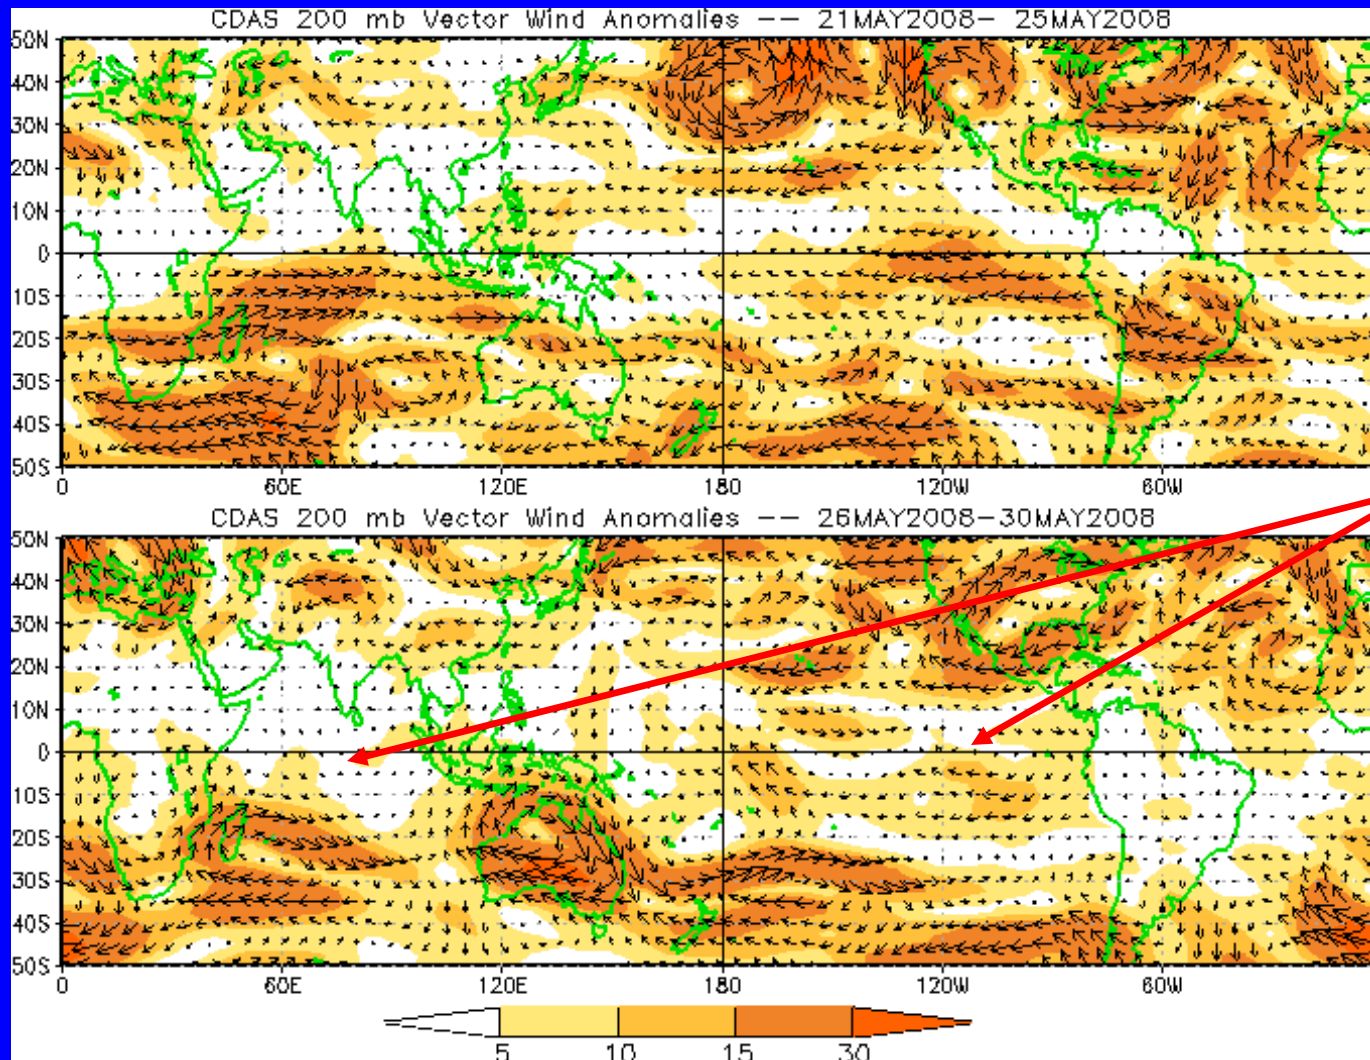 CDAS 200 mb Vector Wind Anomalies -- 21MAY2008- 25MAY2008
50N
40N
30N
20N
10N
0
10S
20S
30S
40S
50S
0 60E 120E 180 120W 60W
CDAS 200 mb Vector Wind Anomalies -- 26MAY2008-30MAY2008
50N
40N
30N
20N
10N
0
10S
20S
30S
40S
50S
0 60E 120E 180 120W 60W
5 10 15 30